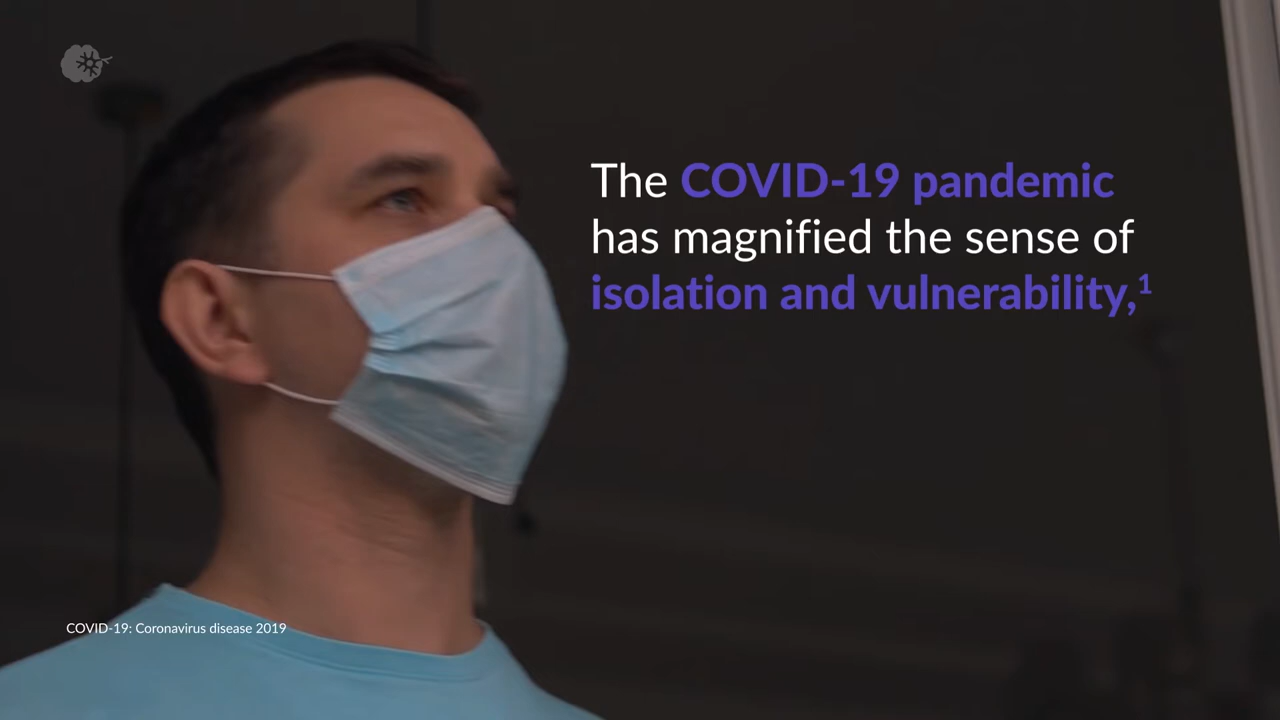 The COVID-19 pandemic
has magnified the sense of
isolation and vulnerability,¹
COVID-19: Coronavirus disease 2019